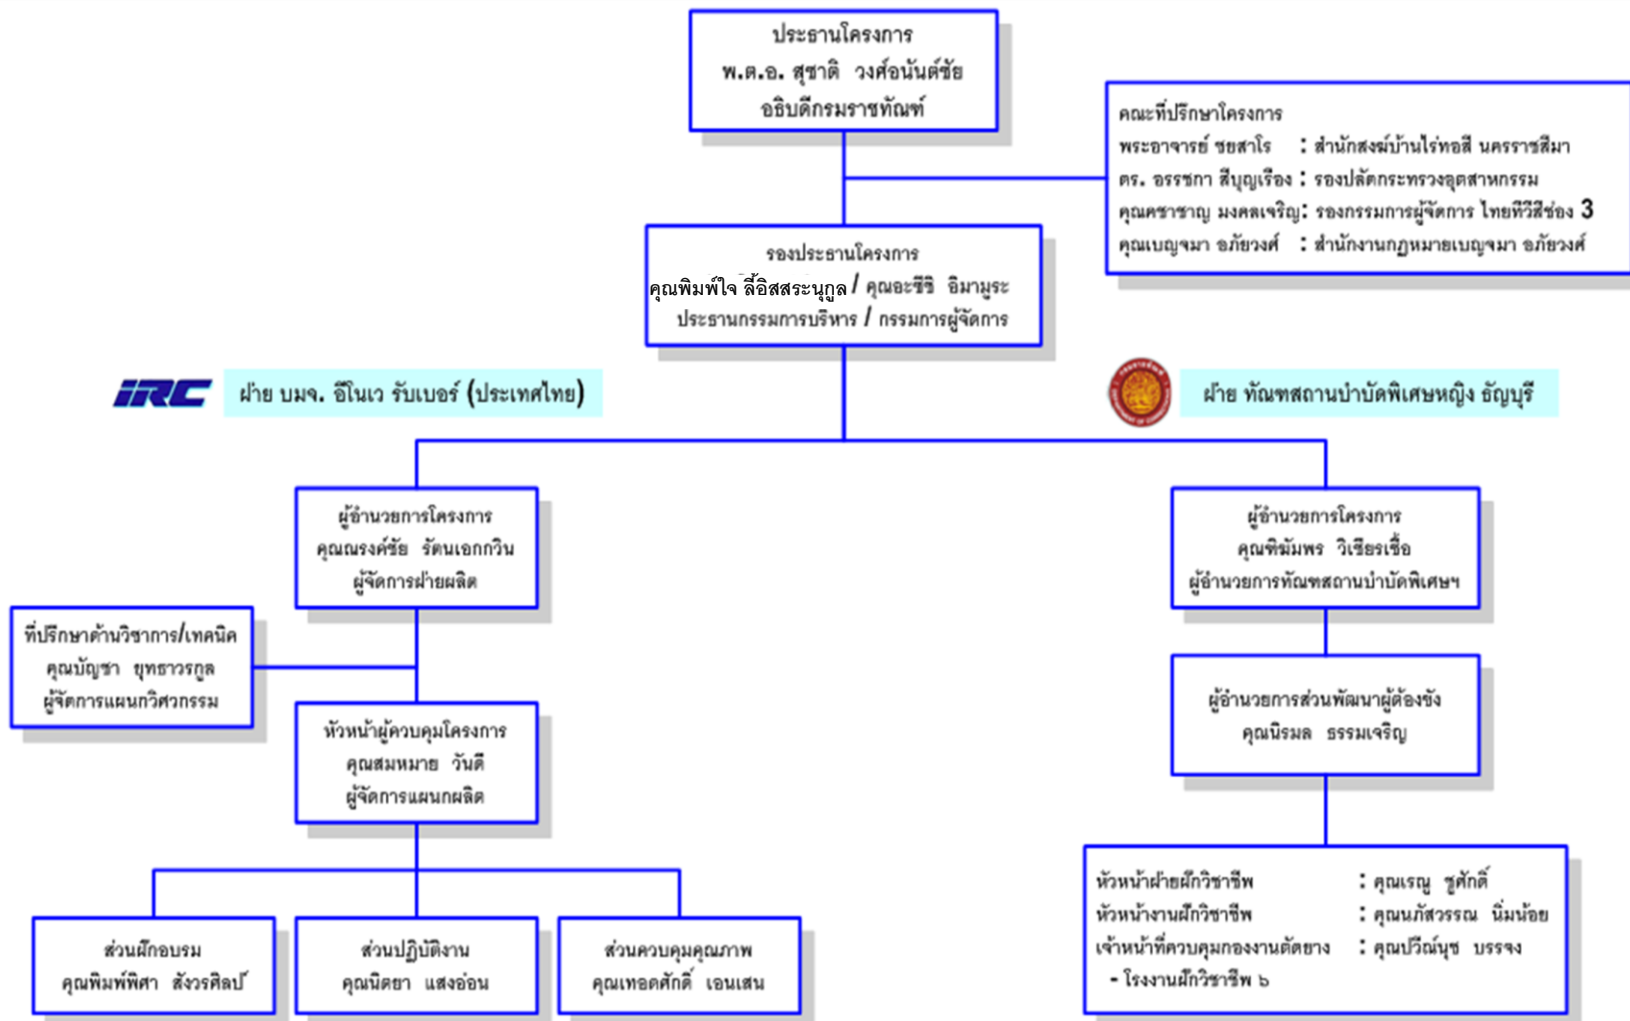 ประธานโครงการ
พ.ต.อ. สุชาติ วงศ์อนันต์ชัย
อธิบดีกรมราชทัณฑ์
คณะที่ปรึกษาโครงการ
พระอาจารย์ ชยสาโร : สำนักสงฆ์บ้านไร่ทอสี นครราชสีมา
ดร. อรรชกา สีบุญเรือง : รองปลัดกระทรวงอุตสาหกรรม
คุณคชาชาญ มงคลเจริญ : รองกรรมการผู้จัดการ ไทยทีวีสีช่อง 3
คุณเบญจมา อภัยวงศ์ : สำนักงานกฎหมายเบญจมา อภัยวงศ์
รองประธานโครงการ
คุณพิมพ์ใจ ลี้อิสสระนุกูล / คุณอะซึชิ อิมามูระ
ประธานกรรมการบริหาร / กรรมการผู้จัดการ
IRC
ฝ่าย บมจ. อีโนเว รับเบอร์ (ประเทศไทย)
ฝ่าย ทัณฑสถานบำบัดพิเศษหญิง ธัญบุรี
ผู้อำนวยการโครงการ
คุณณรงค์ชัย รัตนเอกกวิน
ผู้จัดการฝ่ายผลิต
ผู้อำนวยการโครงการ
คุณทิฆัมพร วิเชียรเชื้อ
ผู้อำนวยการทัณฑสถานบำบัดพิเศษฯ
ที่ปรึกษาด้านวิชาการ/เทคนิค
คุณบัญชา ยุทธาวรกูล
ผู้จัดการแผนกวิศวกรรม
ผู้อำนวยการส่วนพัฒนาผู้ต้องขัง
คุณนิรมล ธรรมเจริญ
หัวหน้าผู้ควบคุมโครงการ
คุณสมหมาย วันดี
ผู้จัดการแผนกผลิต
ส่วนฝึกอบรม
คุณพิมพ์พิศา สังวรศิลป์
ส่วนปฏิบัติงาน
คุณนิตยา แสงอ่อน
ส่วนควบคุมคุณภาพ
คุณเทอดศักดิ์ เอนเสน
หัวหน้าฝ่ายฝึกวิชาชีพ : คุณเรณู ชูศักดิ์
หัวหน้างานฝึกวิชาชีพ : คุณนภัสวรรณ นิ่มน้อย
เจ้าหน้าที่ควบคุมกองงานตัดยาง : คุณปวีณ์นุช บรรจง
- โรงงานฝึกวิชาชีพ ๖